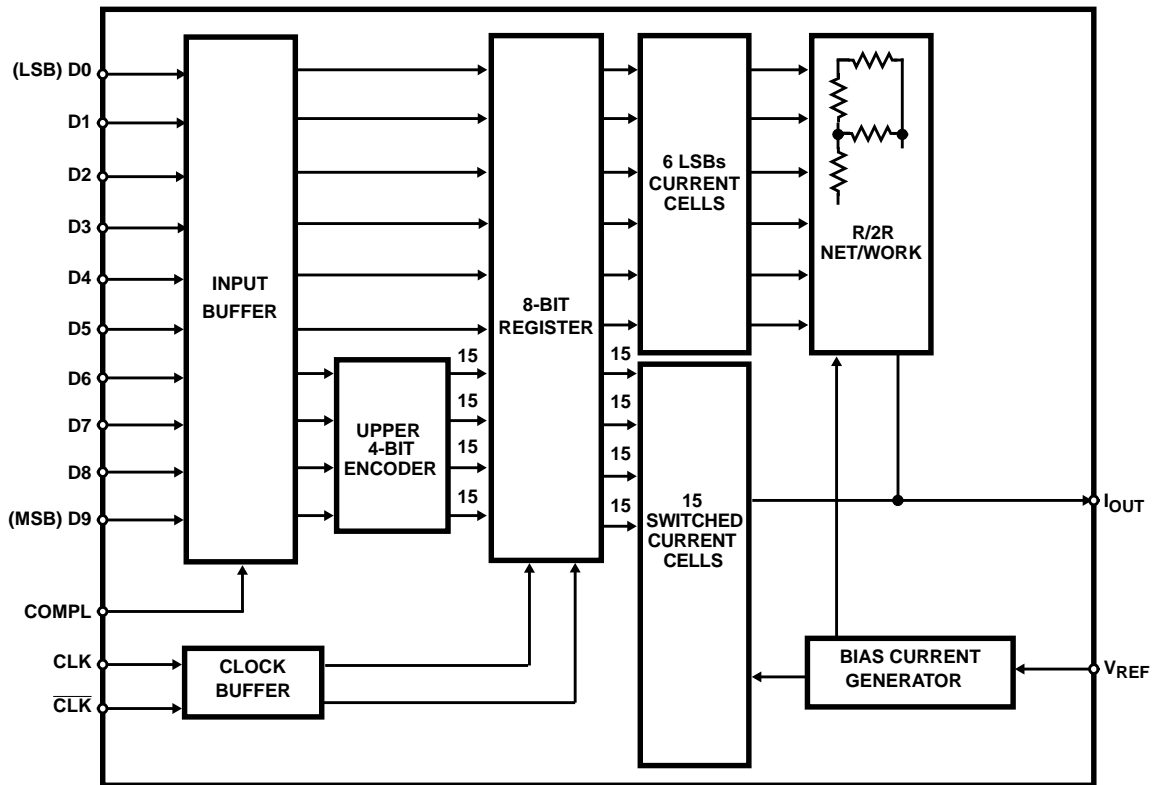 (LSB) D0
D1
D2
D3
D4
D5
D6
D7
D8
(MSB) D9
COMPL
CLK
CLK
INPUT
BUFFER
UPPER
4-BIT
ENCODER
CLOCK
BUFFER
15
15
15
15
8-BIT
REGISTER
15
15
15
15
6 LSBs
CURRENT
CELLS
15
SWITCHED
CURRENT
CELLS
R/2R
NET/WORK
BIAS CURRENT
GENERATOR
IOUT
VREF